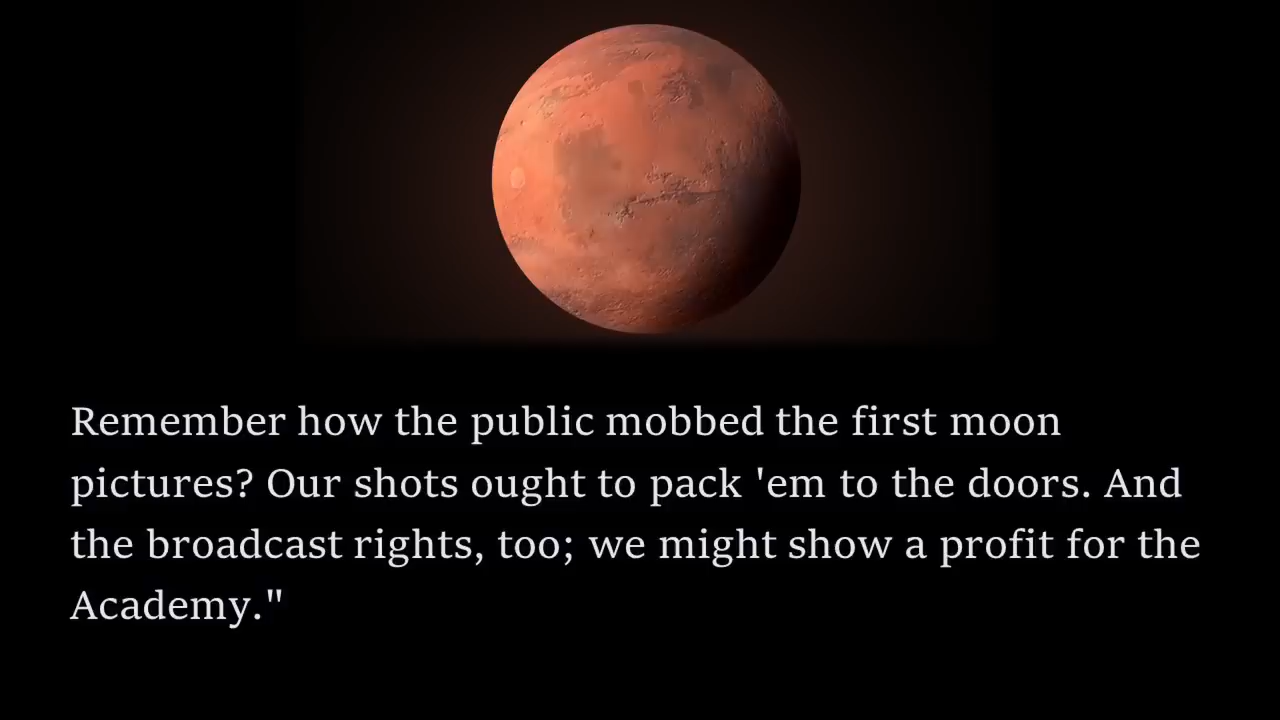 Remember how the public mobbed the first moon
pictures? Our shots ought to pack 'em to the doors. And
the broadcast rights, too; we might show a profit for the
Academy."